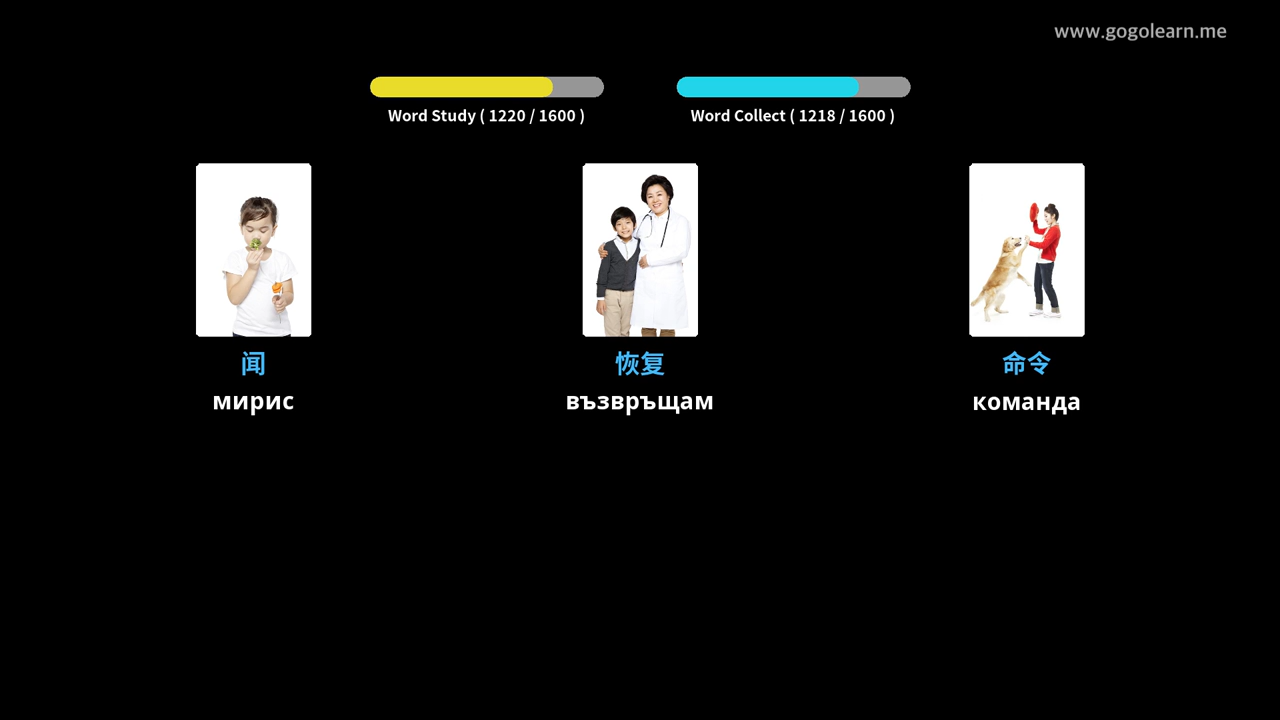 www.gogolearn.me
Word Study ( 1220 / 1600 )
Word Collect ( 1218 / 1600 )
闻
恢复
命令
мирис
възвръщам
команда